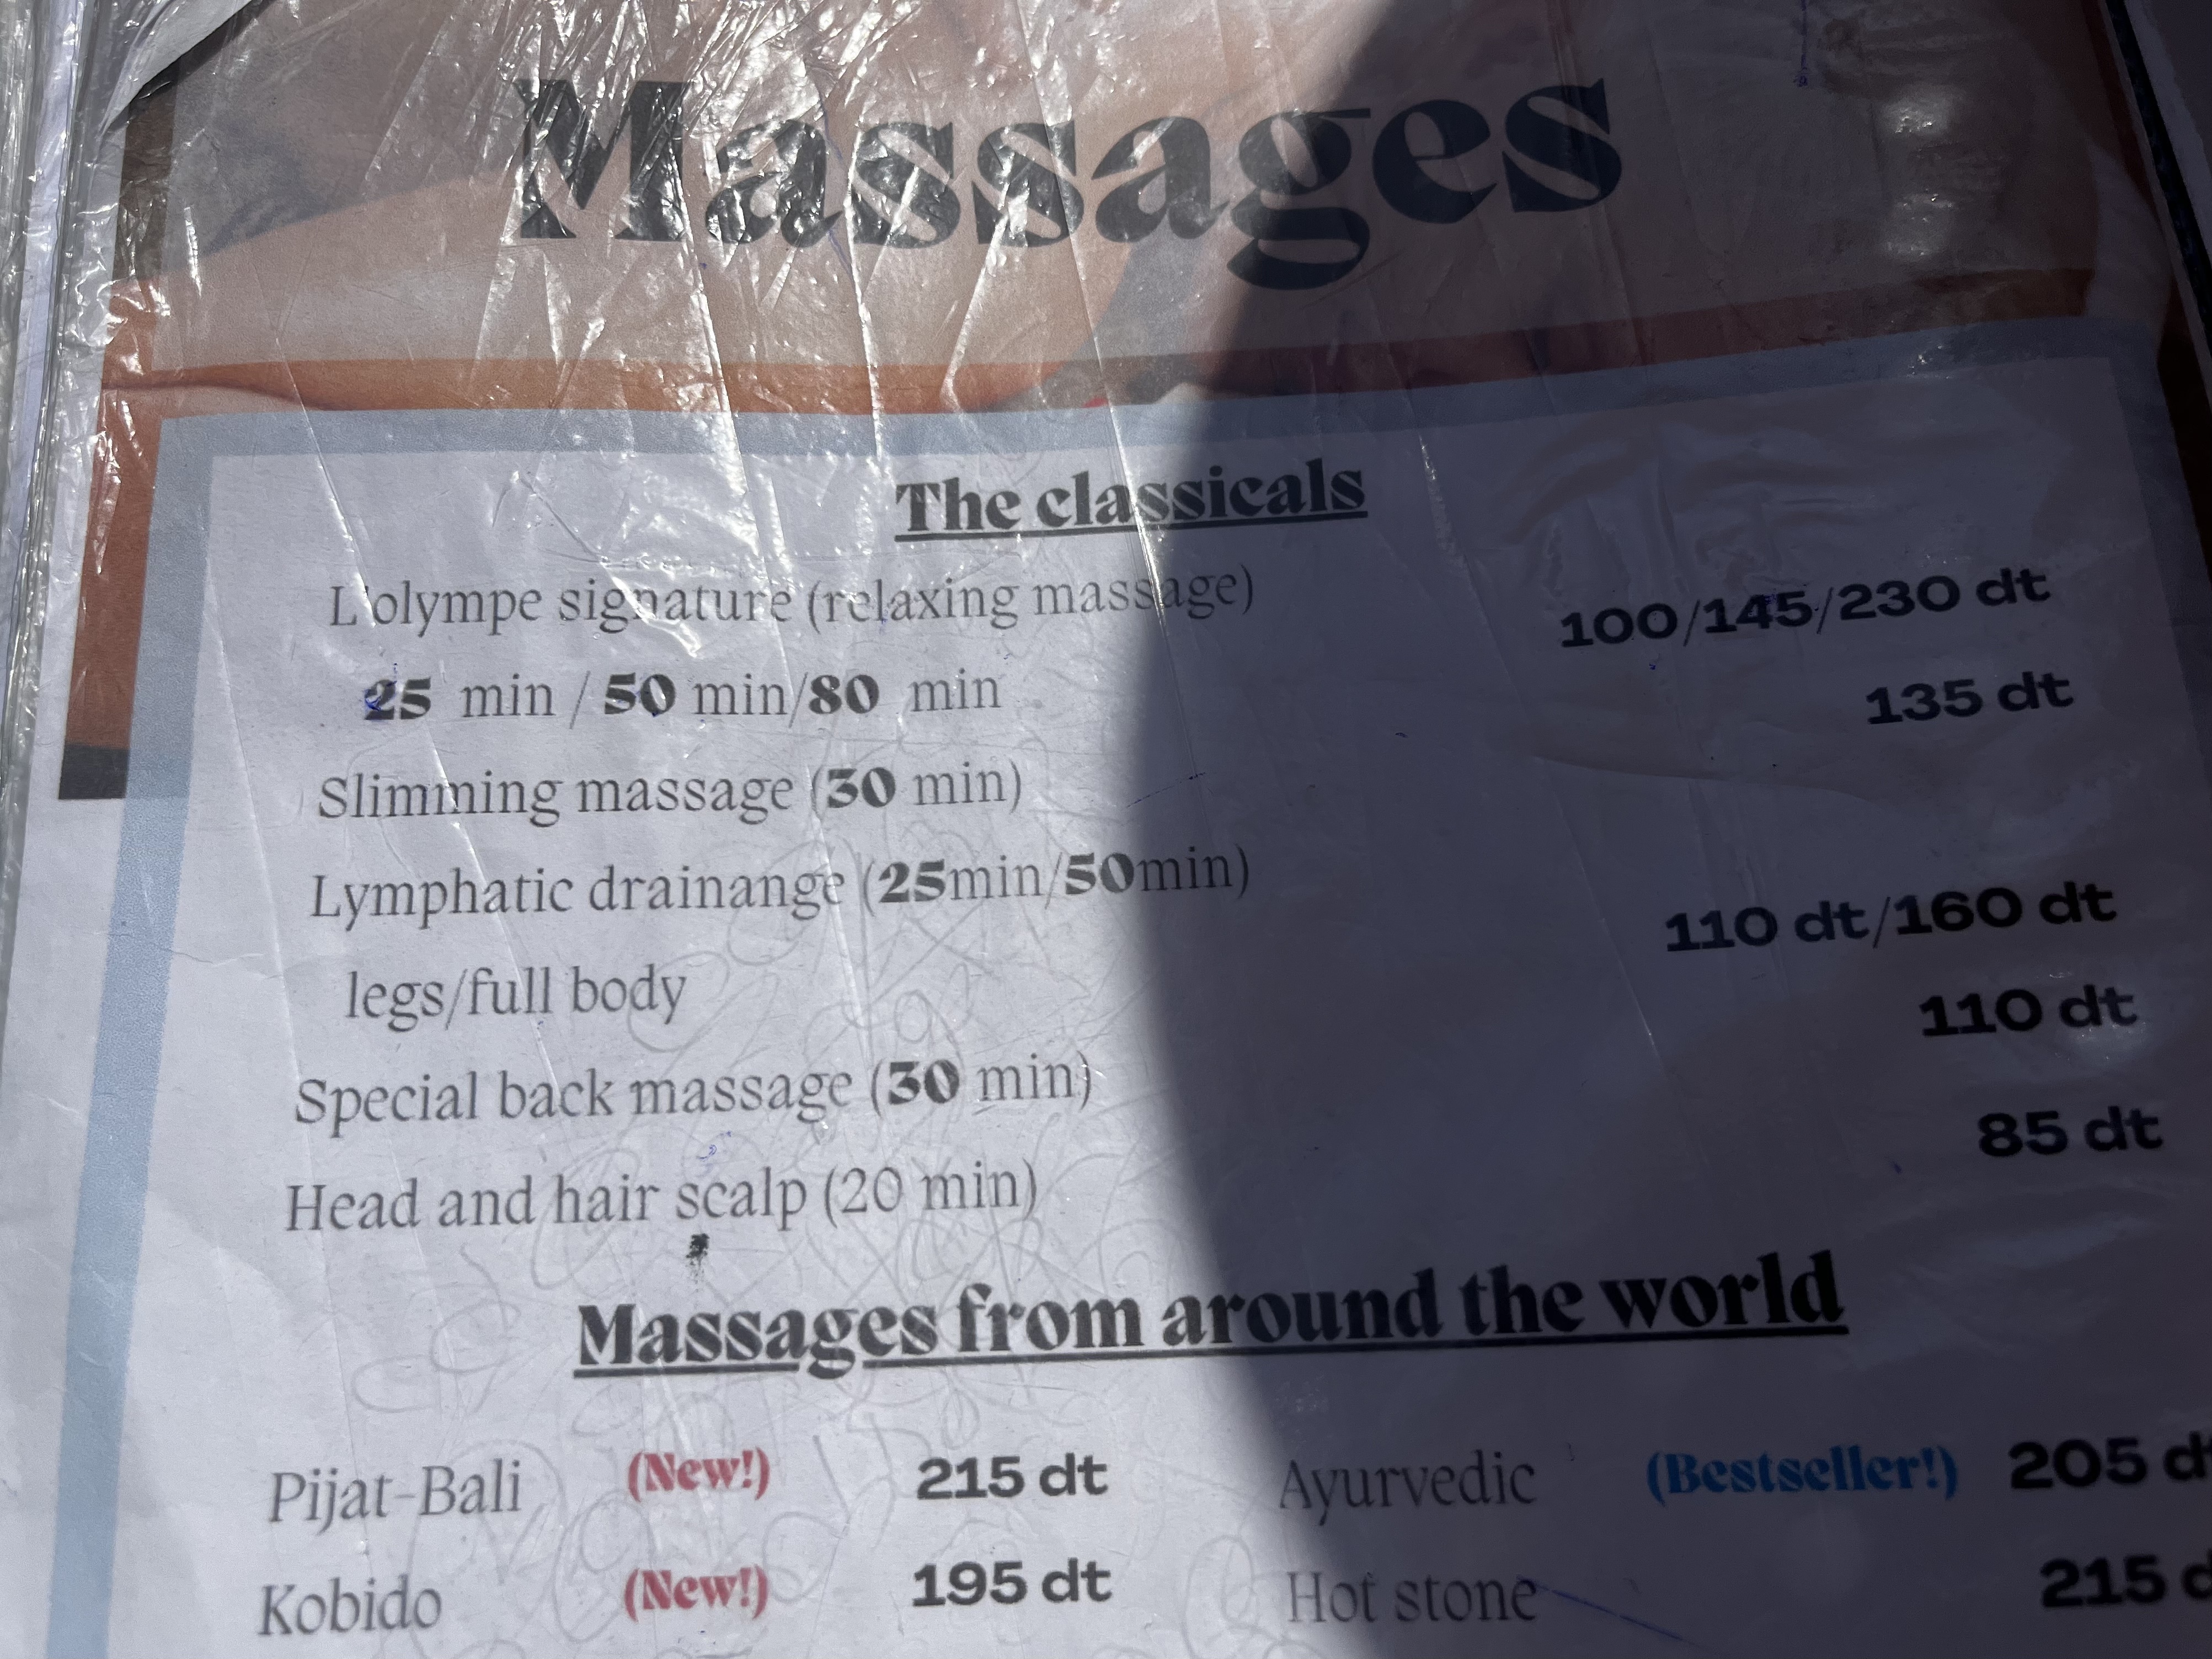 Massages
The classicals
L'olympe signature (relaxing massage) 100/145/230 dt
25 min / 50 min/80 min
135 dt
Slimming massage (30 min)
Lymphatic drainange (25min/50min)
110 dt/160 dt
legs/full body
110 dt
Special back massage (30 min)
85 dt
Head and hair scalp (20 min)
Massages from around the world
Pijat-Bali (New!) 215 dt Ayurvedic (Bestseller!) 205 dt
Kobido (New!) 195 dt Hot stone 215 d